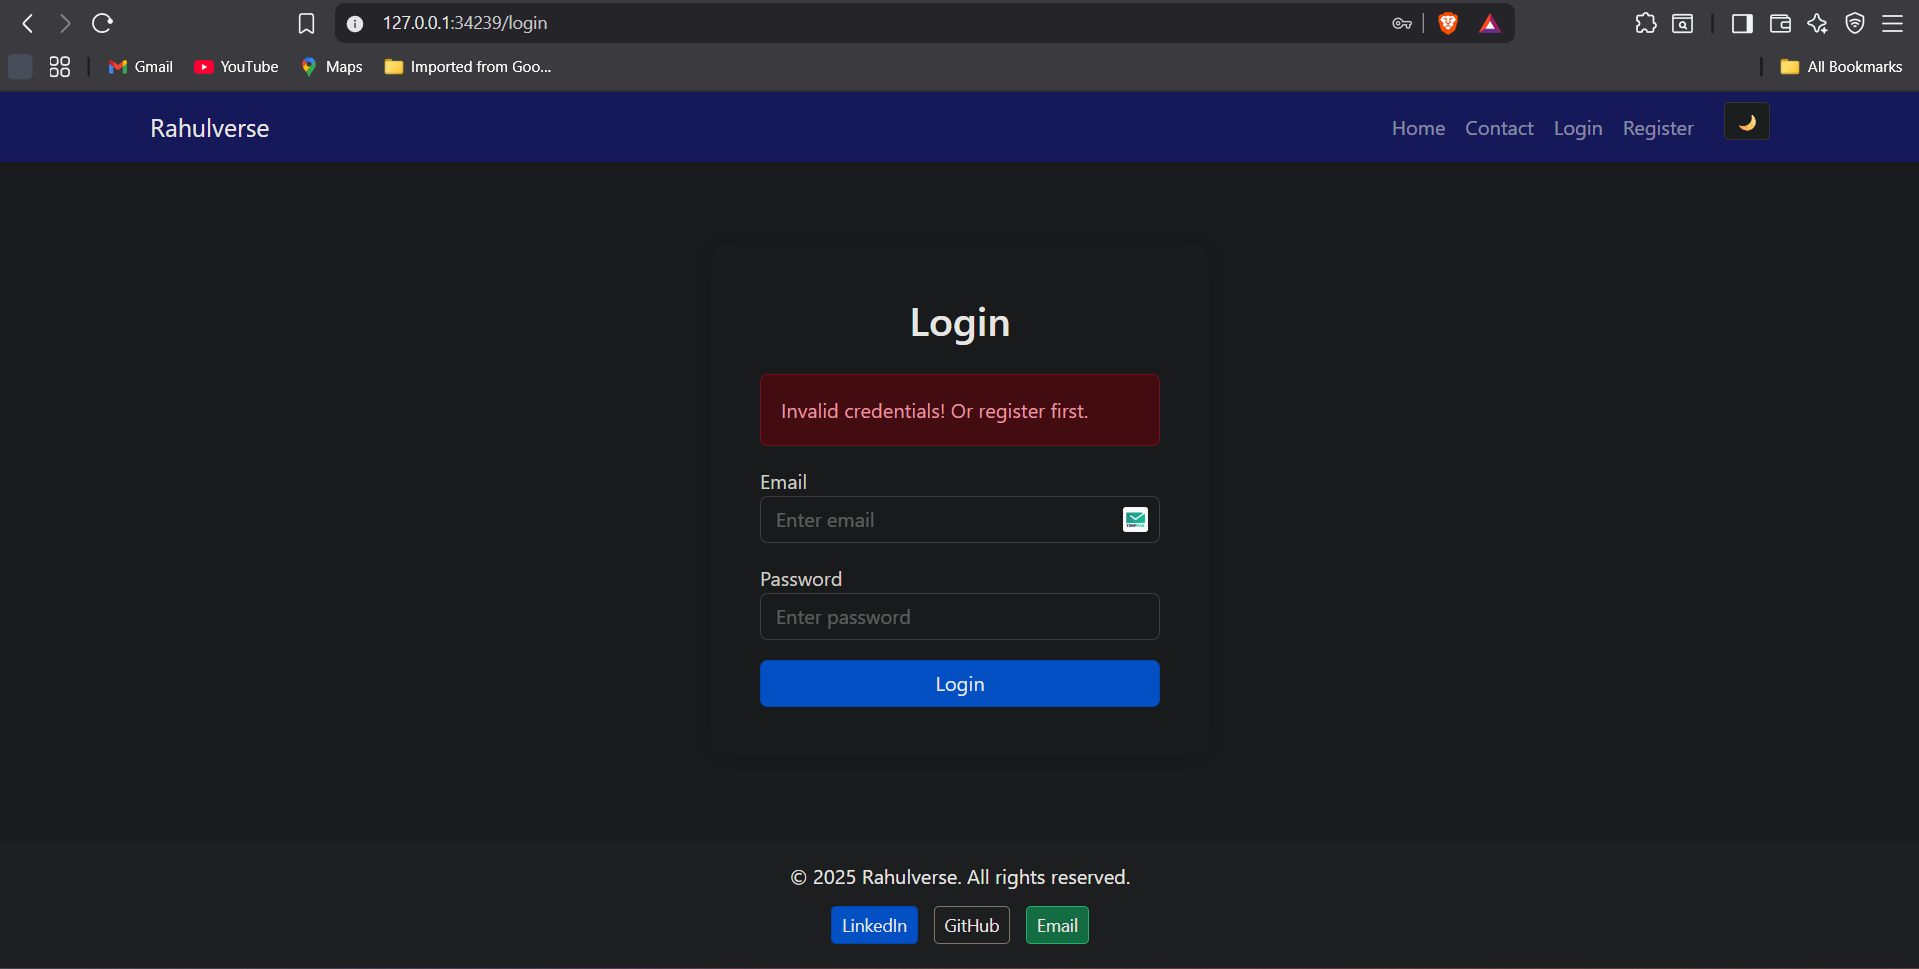 127.0.0.1:34239/login
Gmail YouTube Maps Imported from Goo... All Bookmarks
Rahulverse Home Contact Login Register
Login
Invalid credentials! Or register first.
Email
Enter email
Password
Enter password
Login
© 2025 Rahulverse. All rights reserved.
LinkedIn GitHub Email